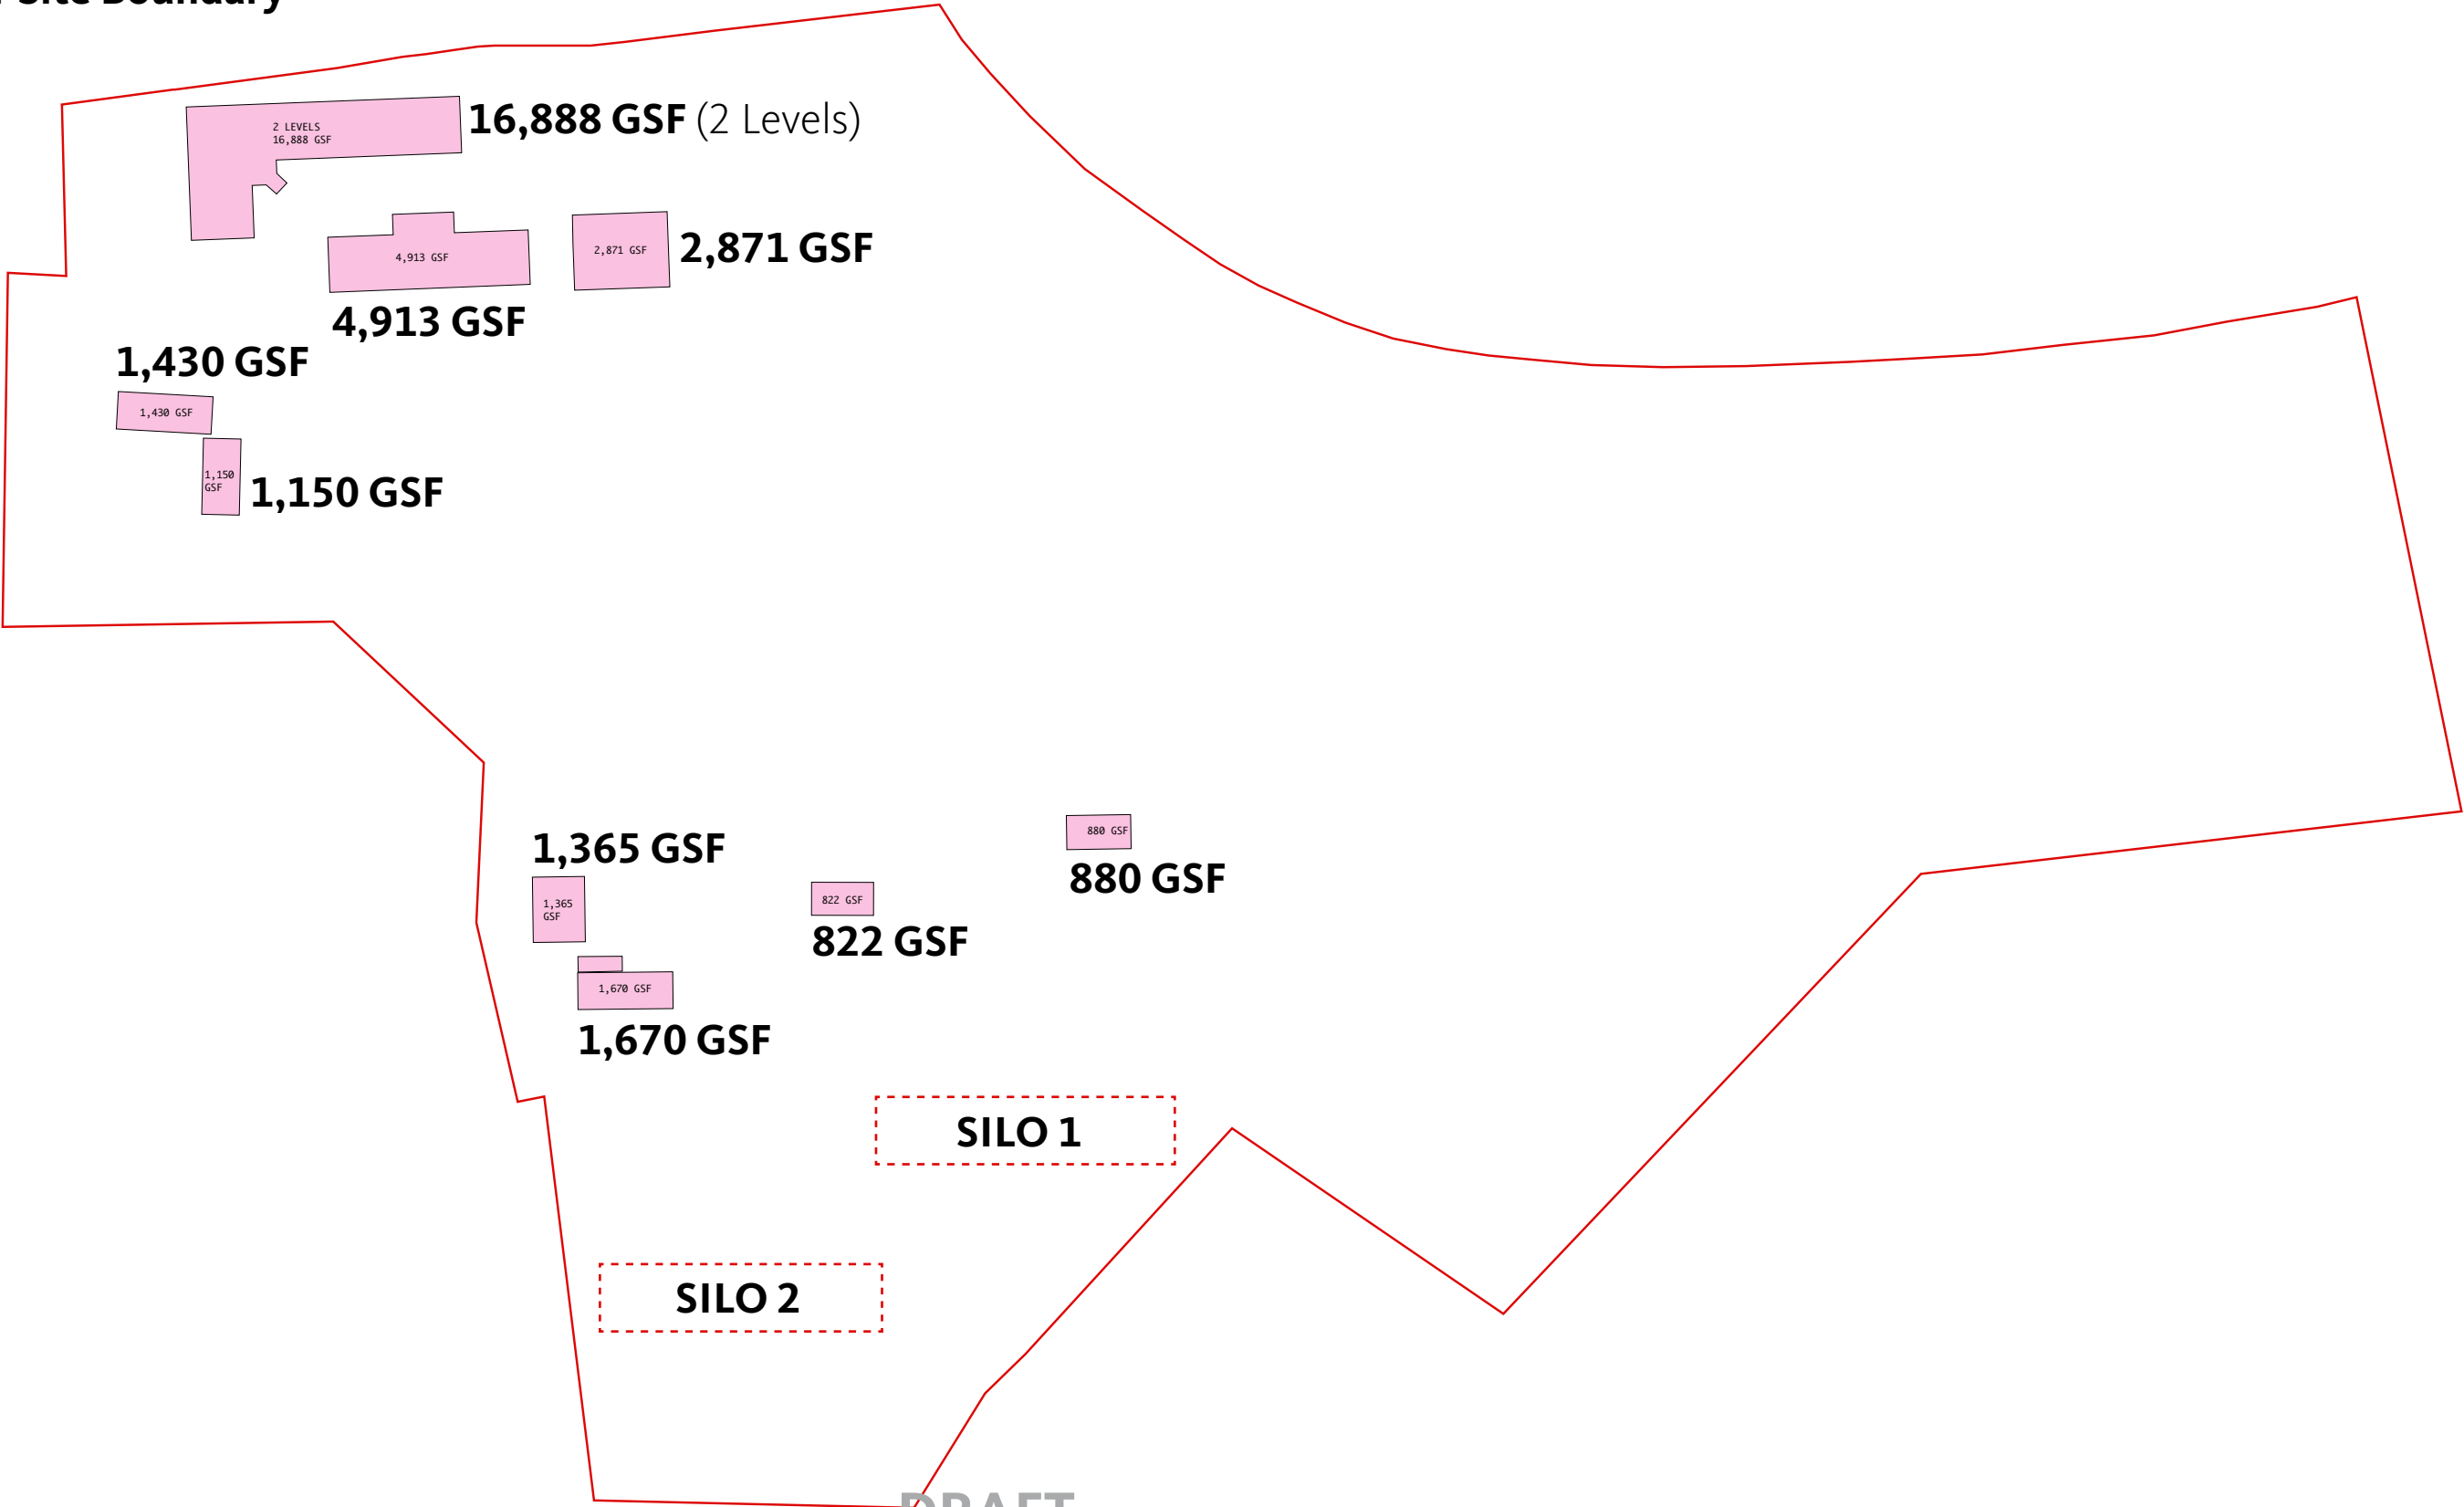 Site Boundary
2 LEVELS
16,888 GSF
16,888 GSF (2 Levels)
4,913 GSF
4,913 GSF
2,871 GSF
2,871 GSF
1,430 GSF
1,430 GSF
1,150
GSF
1,150 GSF
1,365 GSF
1,365
GSF
880 GSF
880 GSF
822 GSF
822 GSF
1,670 GSF
1,670 GSF
SILO 1
SILO 2
DRAFT